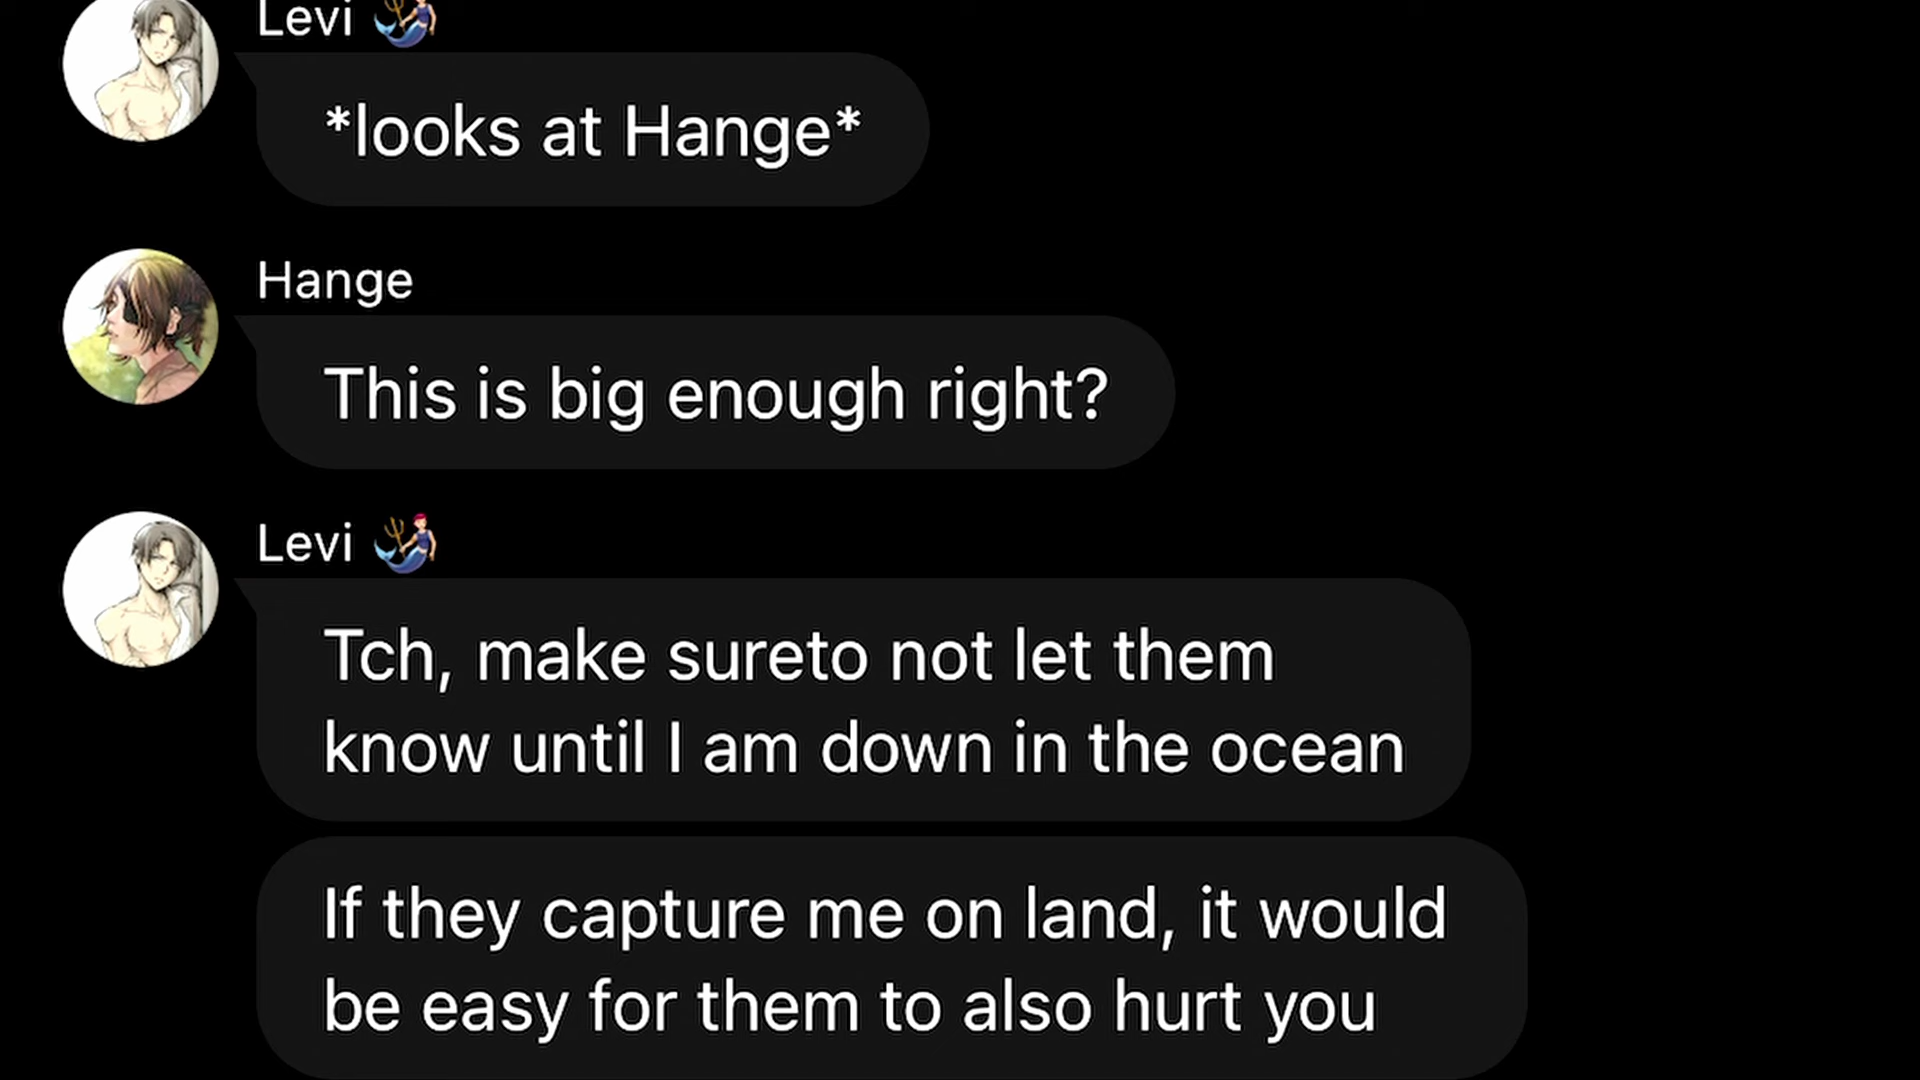 Levi 🧜‍♀️
*looks at Hange*
Hange
This is big enough right?
Levi 🧜‍♀️
Tch, make sureto not let them
know until I am down in the ocean
If they capture me on land, it would
be easy for them to also hurt you